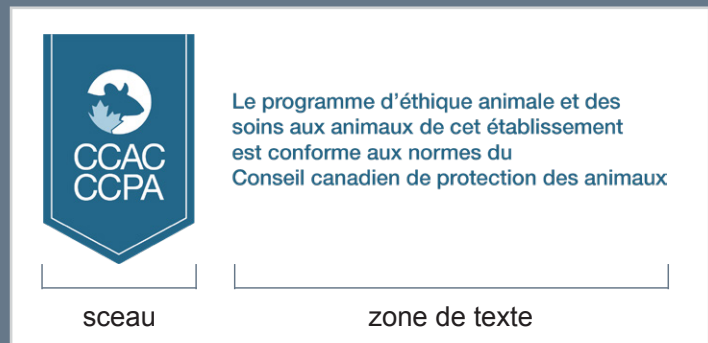 CCAC
CCPA
Le programme d’éthique animale et des
soins aux animaux de cet établissement
est conforme aux normes du
Conseil canadien de protection des animaux
sceau
zone de texte